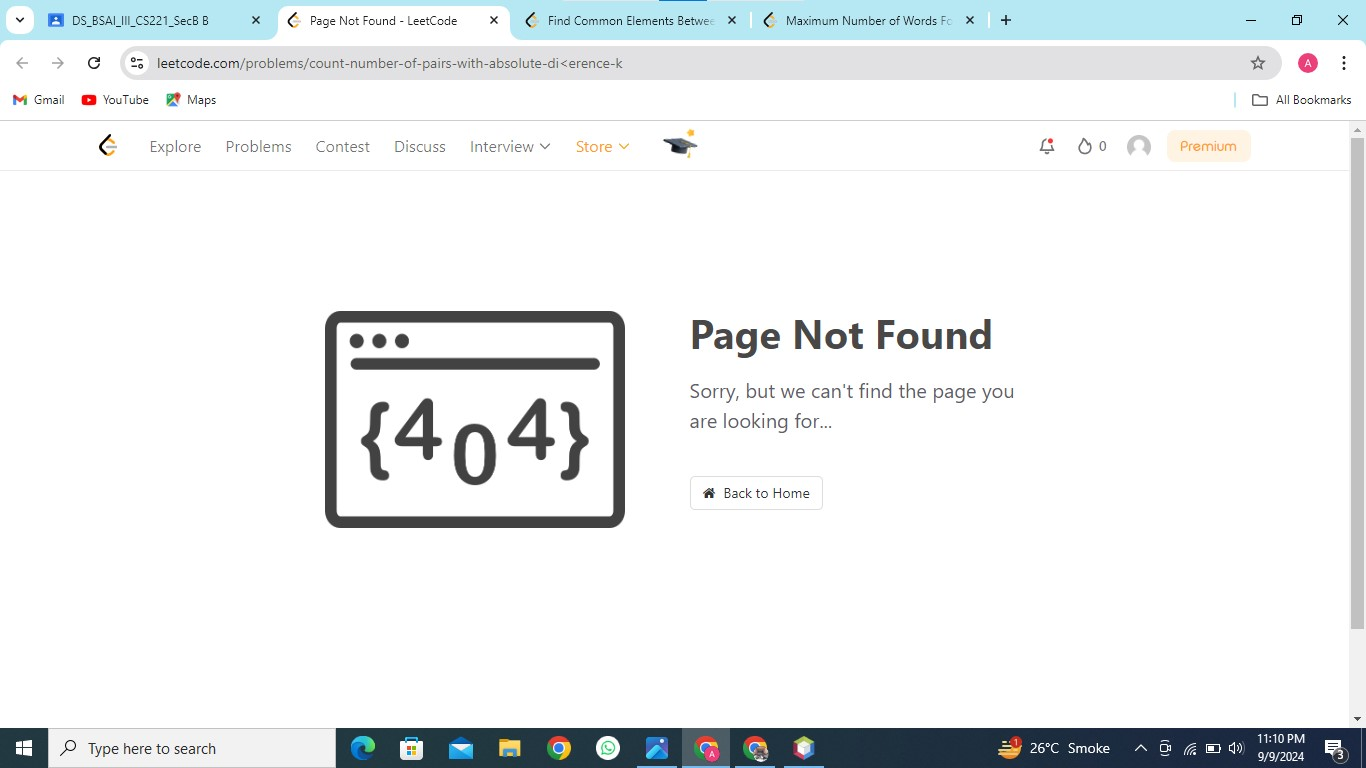 DS_BSAI_III_CS221_SecB B
Page Not Found - LeetCode
Find Common Elements Betwee
Maximum Number of Words Fo
leetcode.com/problems/count-number-of-pairs-with-absolute-di<erence-k
A
Gmail
YouTube
Maps
All Bookmarks
Explore
Problems
Contest
Discuss
Interview
Store
0
Premium
{404}
Page Not Found
Sorry, but we can't find the page you
are looking for...
Back to Home
Type here to search
A
1
26°C Smoke
11:10 PM
9/9/2024
3